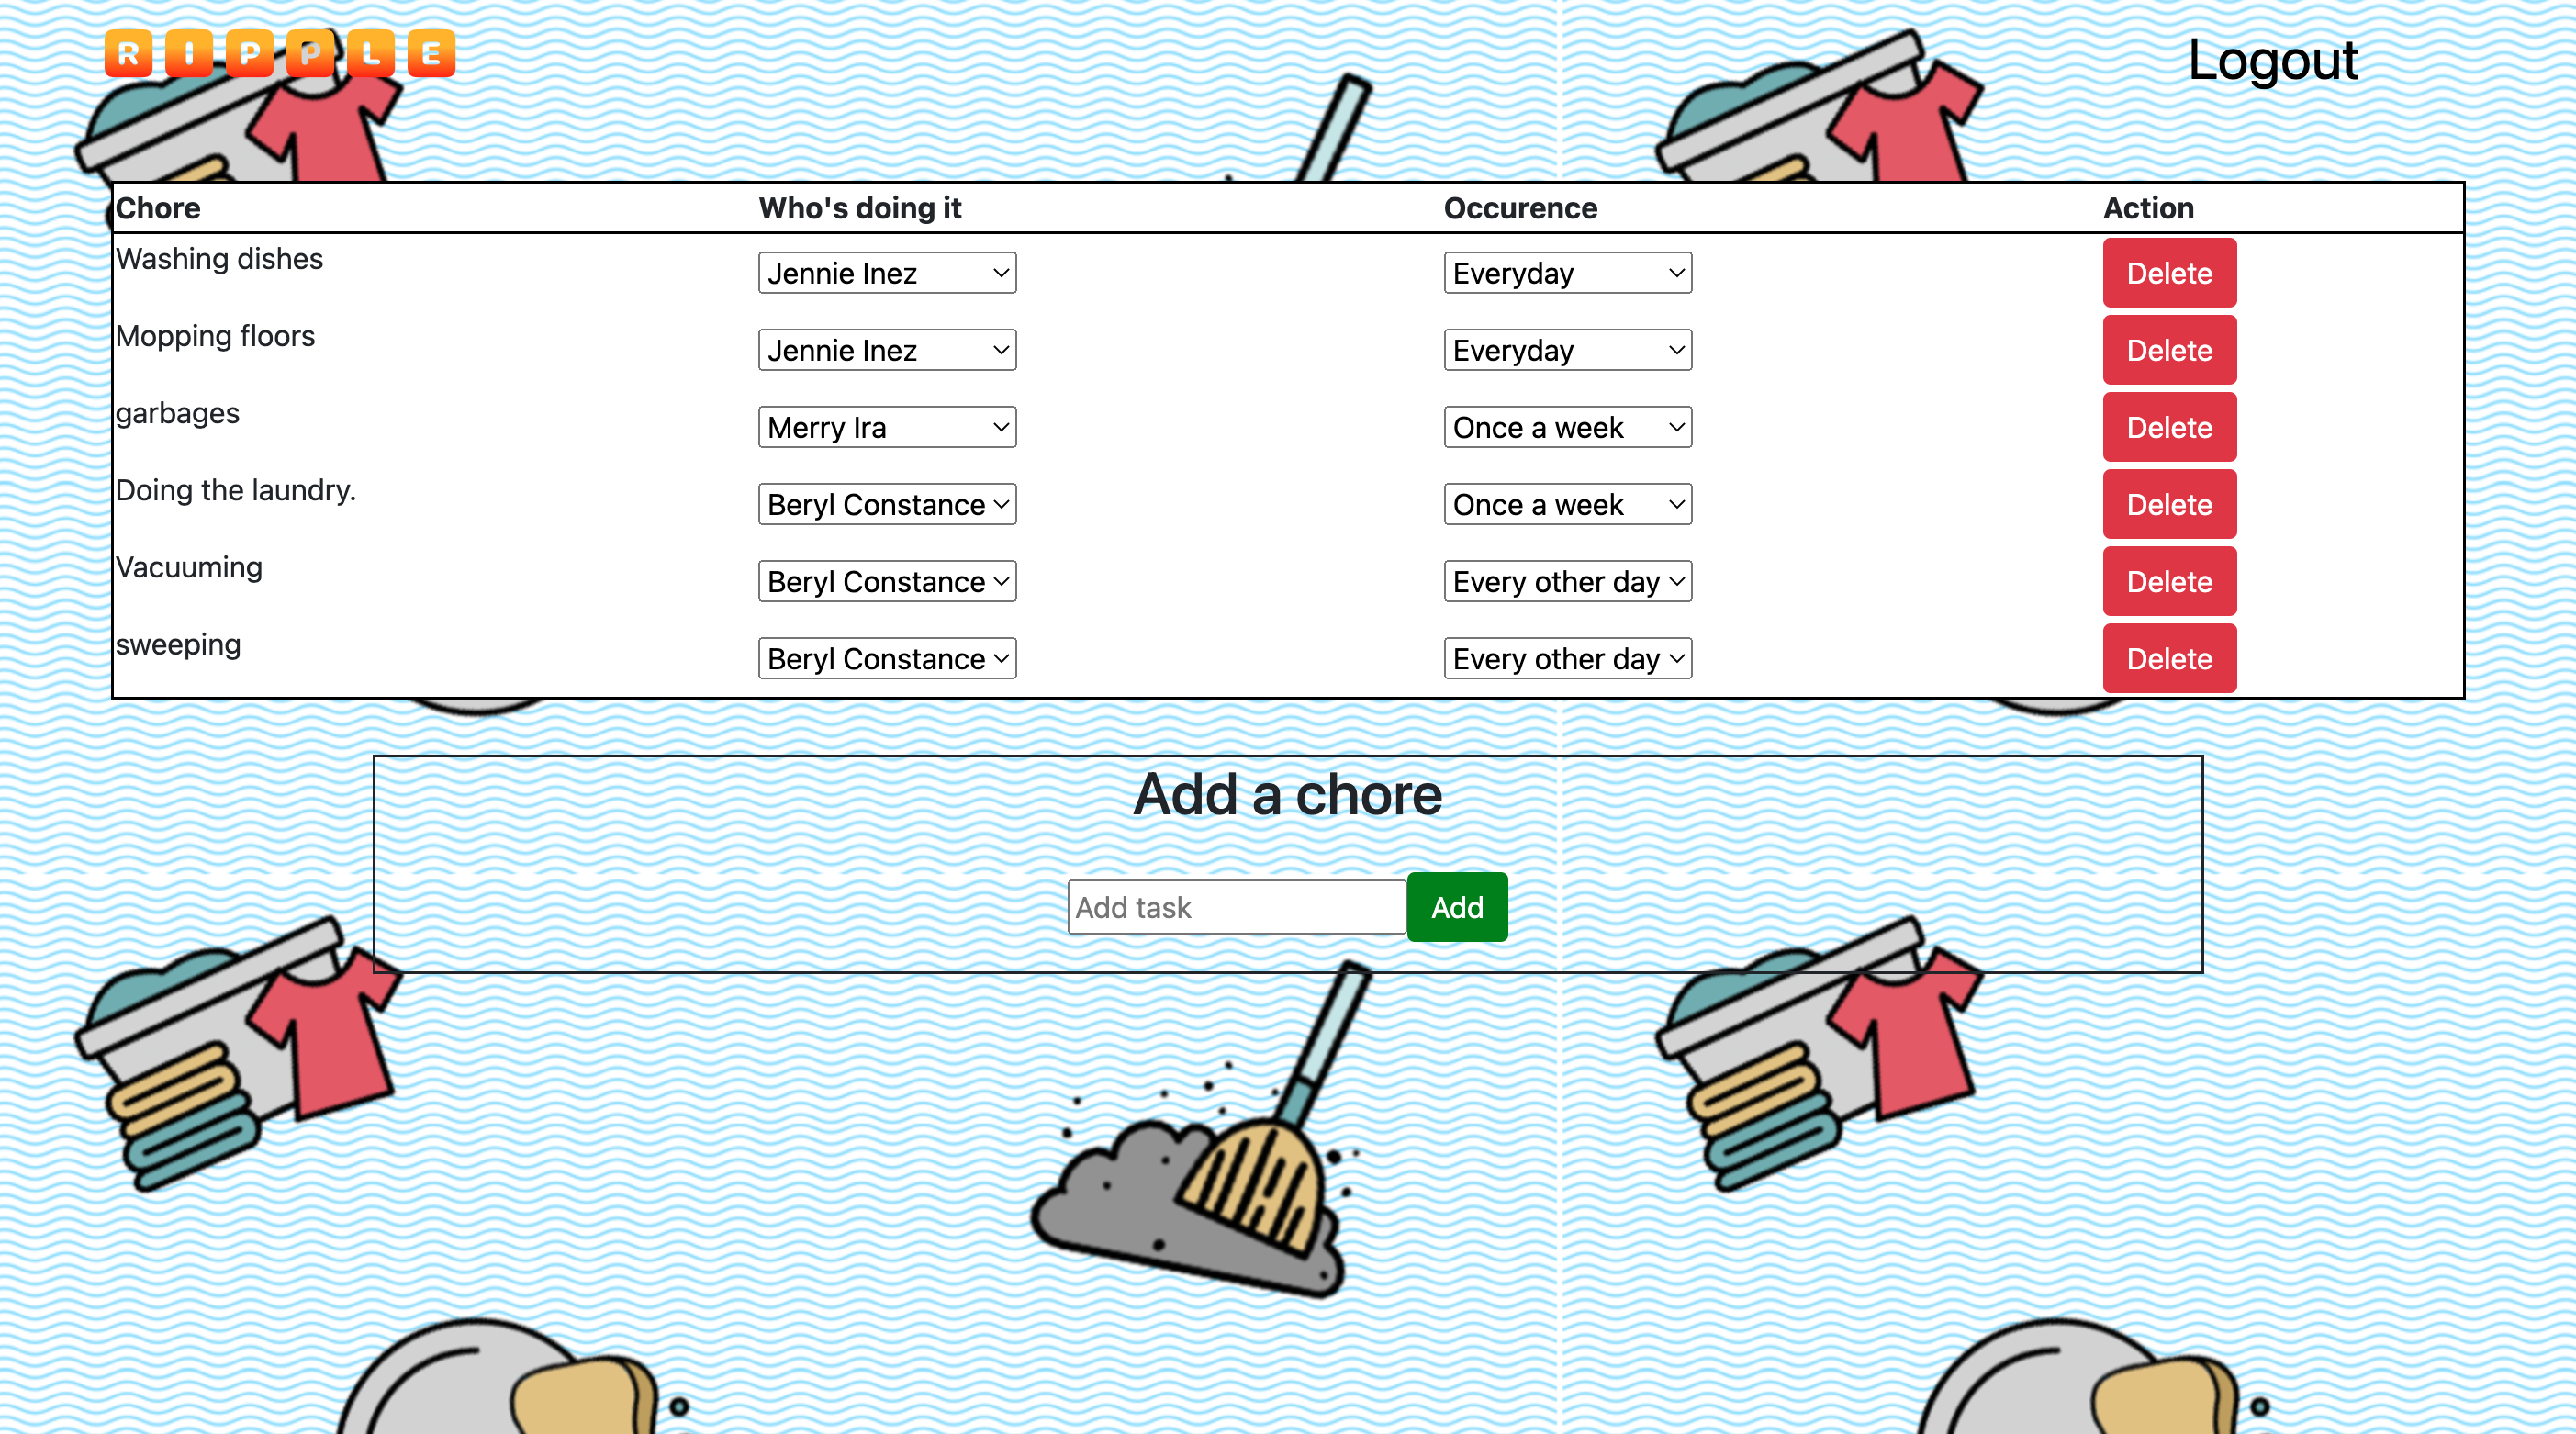 RIPPLE Logout
Chore Who's doing it Occurence Action
Washing dishes Jennie Inez Everyday Delete
Mopping floors Jennie Inez Everyday Delete
garbages Merry Ira Once a week Delete
Doing the laundry. Beryl Constance Once a week Delete
Vacuuming Beryl Constance Every other day Delete
sweeping Beryl Constance Every other day Delete
Add a chore
Add task Add